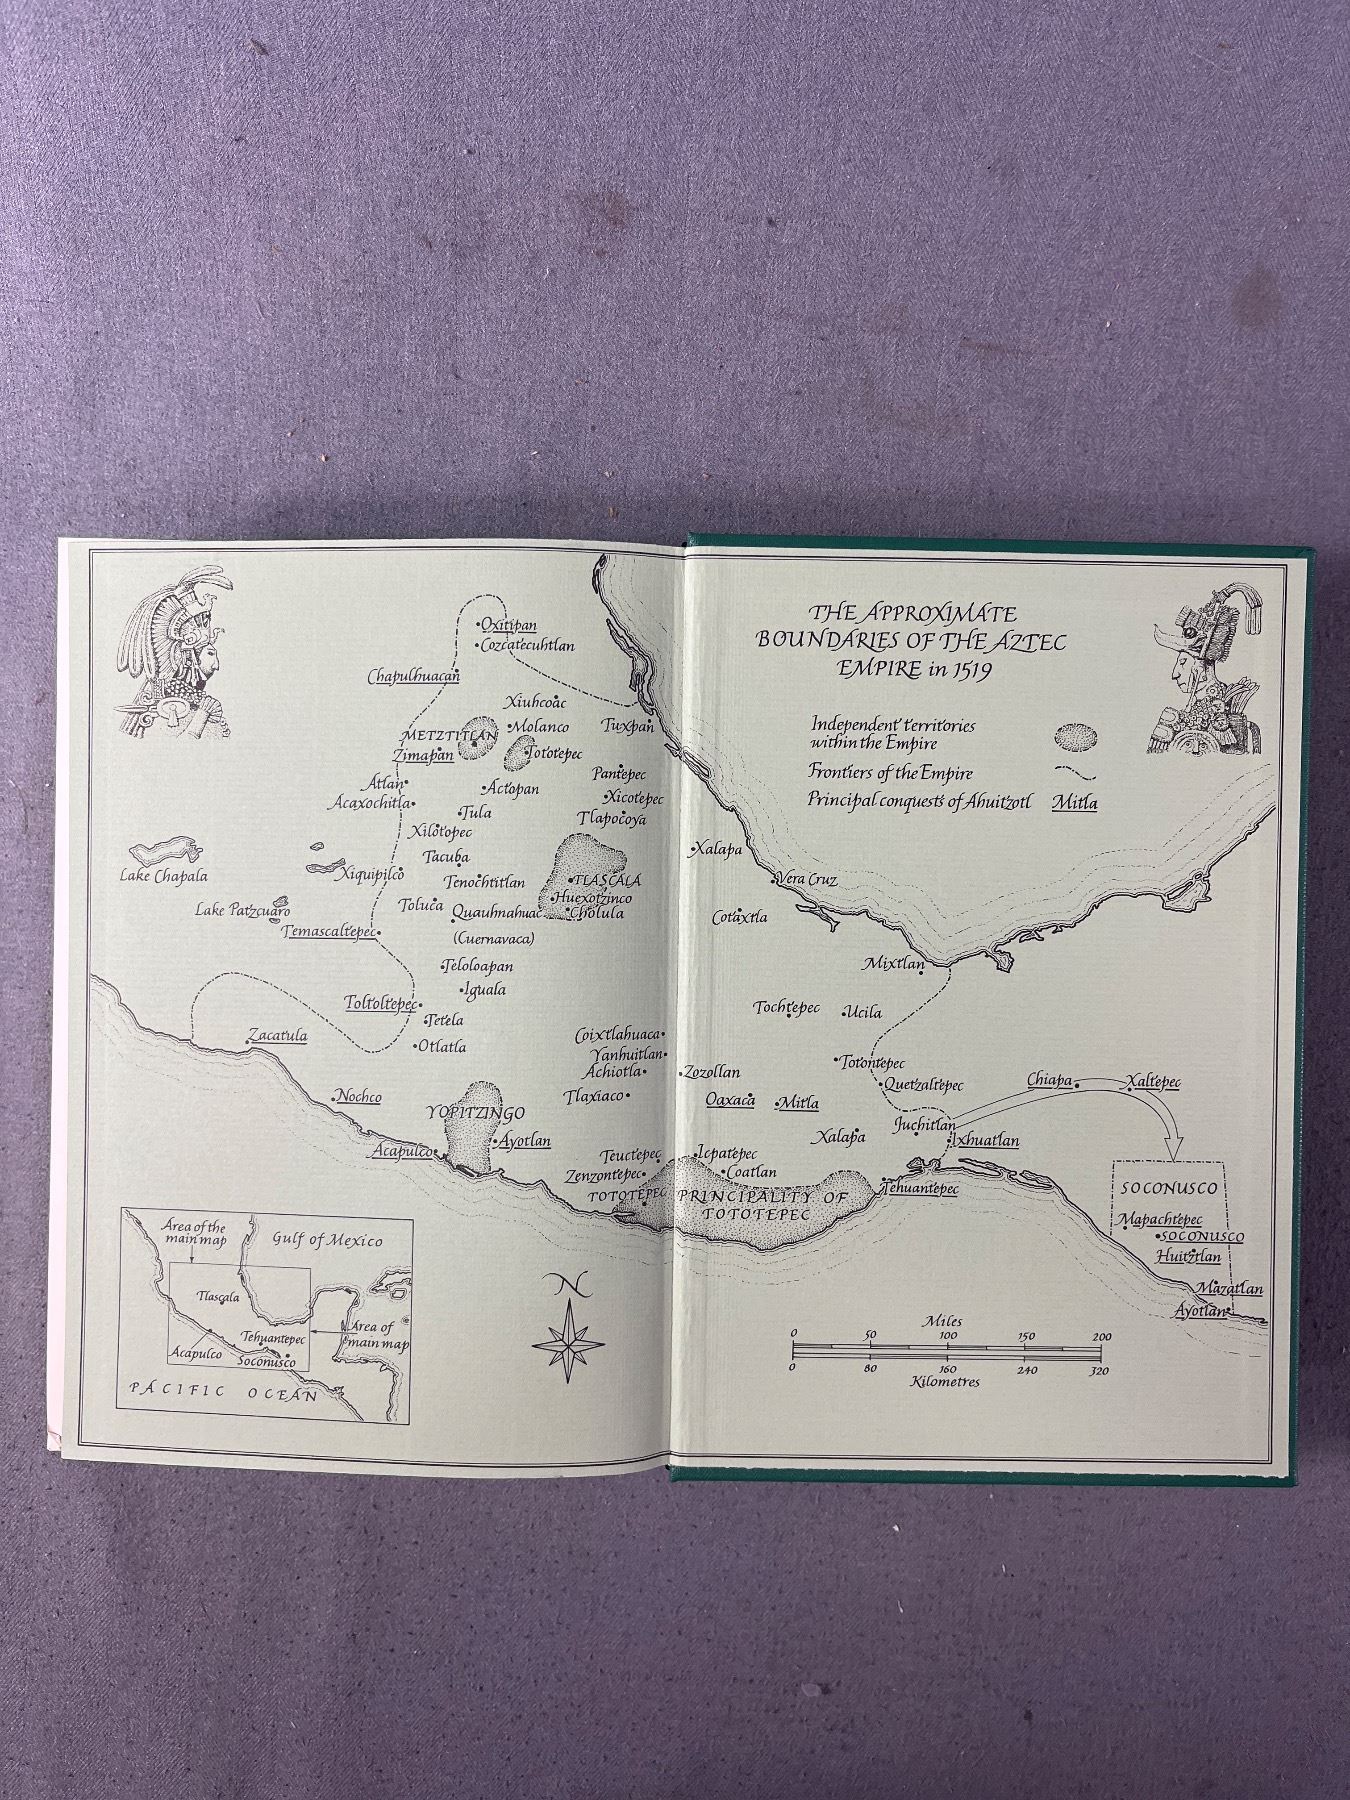 THE APPROXIMATE
BOUNDARIES OF THE AZTEC
EMPIRE in 1519
Independent territories
within the Empire
Frontiers of the Empire
Principal conquests of Ahuitzotl Mitla
Oxitipan
Cozcatecuhtlan
Chapulhuacan
Xiuhcoac
METZTITLAN
Molanco
Tuxpan
Zimapan
Tototepec
Atlan
Actopan
Pantepec
Acaxochitla
Xicotepec
Tula
Tlapocoya
Xilotepec
Tacuba
Lake Chapala
Xiquipilco
Tenochtitlan
TLASCALA
Huexotzinco
Lake Patzcuaro
Toluca
Quauhnahuac
Cholula
Temascaltepec
(Cuernavaca)
Teloloapan
Iguala
Toltoltepec
Tetela
Zacatula
Otlatla
Coixtlahuaca
Yanhuitlan
Achiotla
Nochco
YOPITZINGO
Tlaxiaco
Acapulco
Ayotlan
Teuctepec
Zenzontepec
TOTOTEPEC
Xalapa
Vera Cruz
Cotaxtla
Mixtlan
Tochtepec
Ucila
Totontepec
Zozollan
Quetzaltepec
Chiapa
Xaltepec
Oaxaca
Mitla
Juchitlan
Xalapa
Ixhuatlan
Icpatepec
Coatlan
PRINCIPALITY OF
TOTOTEPEC
Tehuantepec
SOCONUSCO
Mapachtepec
SOCONUSCO
Huitztlan
Mazatlan
Ayotlan
Area of the
main map
Gulf of Mexico
Tlascala
Tehuantepec
Area of
main map
Acapulco
Soconusco
PACIFIC OCEAN
N
Miles
0 50 100 150 200
0 80 160 240 320
Kilometres